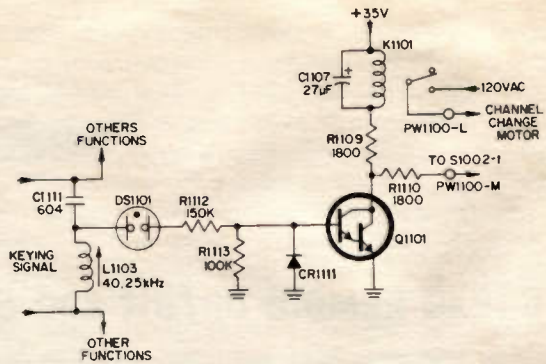 +35V
K1101
C1107
27µF
120VAC
PW1100-L
CHANNEL
CHANGE
MOTOR
R1109
1800
TO S1002-1
R1110
1800
PW1100-M
OTHERS
FUNCTIONS
C1111
604
DS1101
R1112
150K
Q1101
KEYING
SIGNAL
L1103
40.25kHz
R1113
100K
CR1111
OTHER
FUNCTIONS